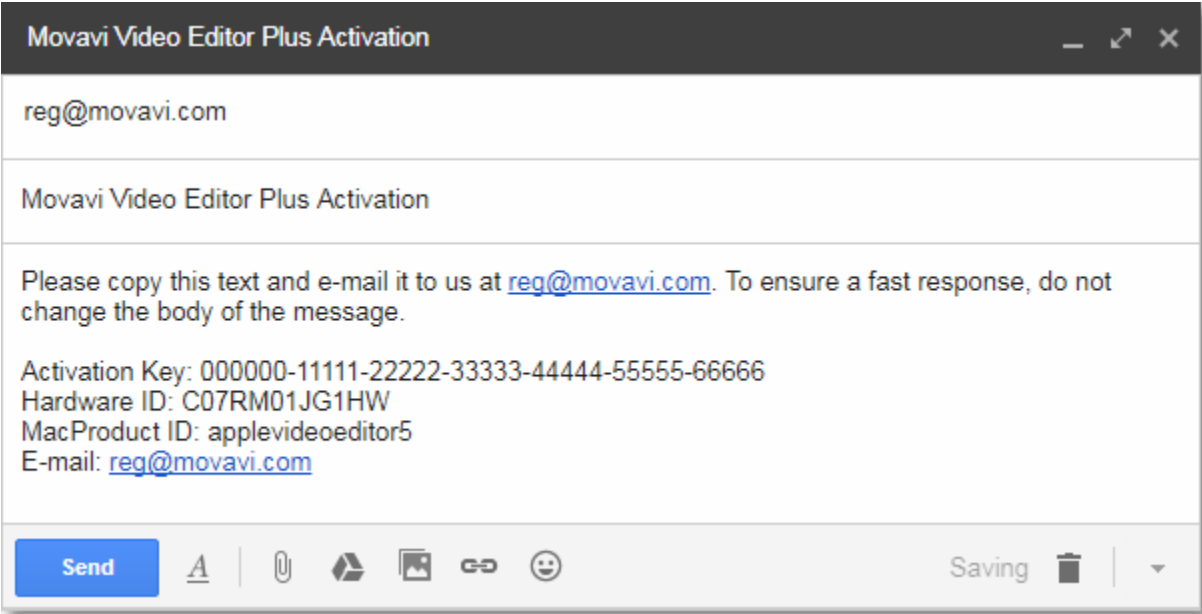 Movavi Video Editor Plus Activation
reg@movavi.com
Movavi Video Editor Plus Activation
Please copy this text and e-mail it to us at reg@movavi.com. To ensure a fast response, do not
change the body of the message.
Activation Key: 000000-11111-22222-33333-44444-55555-66666
Hardware ID: C07RM01JG1HW
MacProduct ID: applevideoeditor5
E-mail: reg@movavi.com
Send A Saving